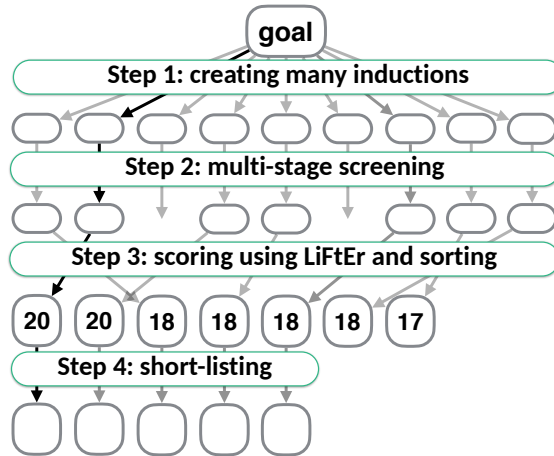 goal
Step 1: creating many inductions
Step 2: multi-stage screening
Step 3: scoring using LiFtEr and sorting
20 20 18 18 18 18 17
Step 4: short-listing